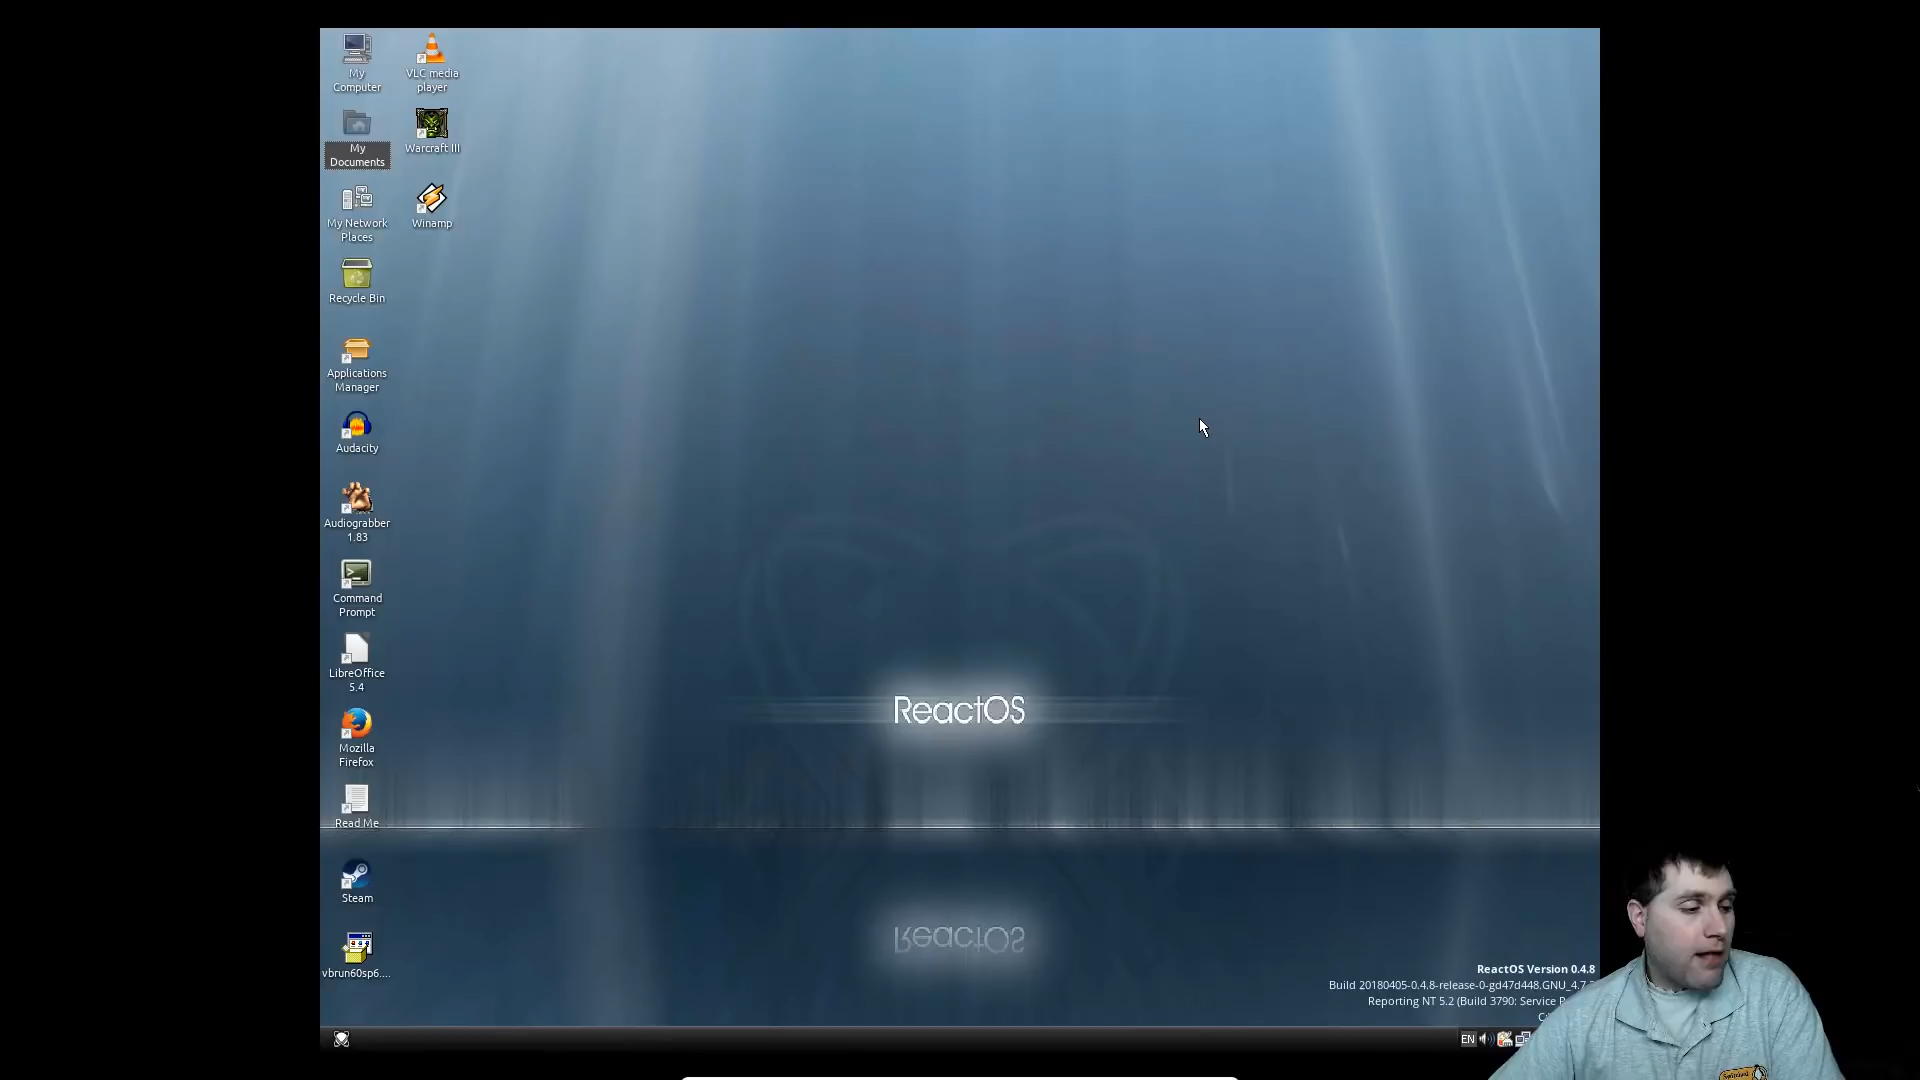 My
Computer
VLC media
player
My
Documents
Warcraft III
My Network
Places
Winamp
Recycle Bin
Applications
Manager
Audacity
Audiograbber
1.83
Command
Prompt
LibreOffice
5.4
Mozilla
Firefox
Read Me
Steam
vbrun60sp6....
ReactOS
ReactOS
ReactOS Version 0.4.8
Build 20180405-0.4.8-release-0-gd47d448.GNU_4.7.
Reporting NT 5.2 (Build 3790: Service
EN